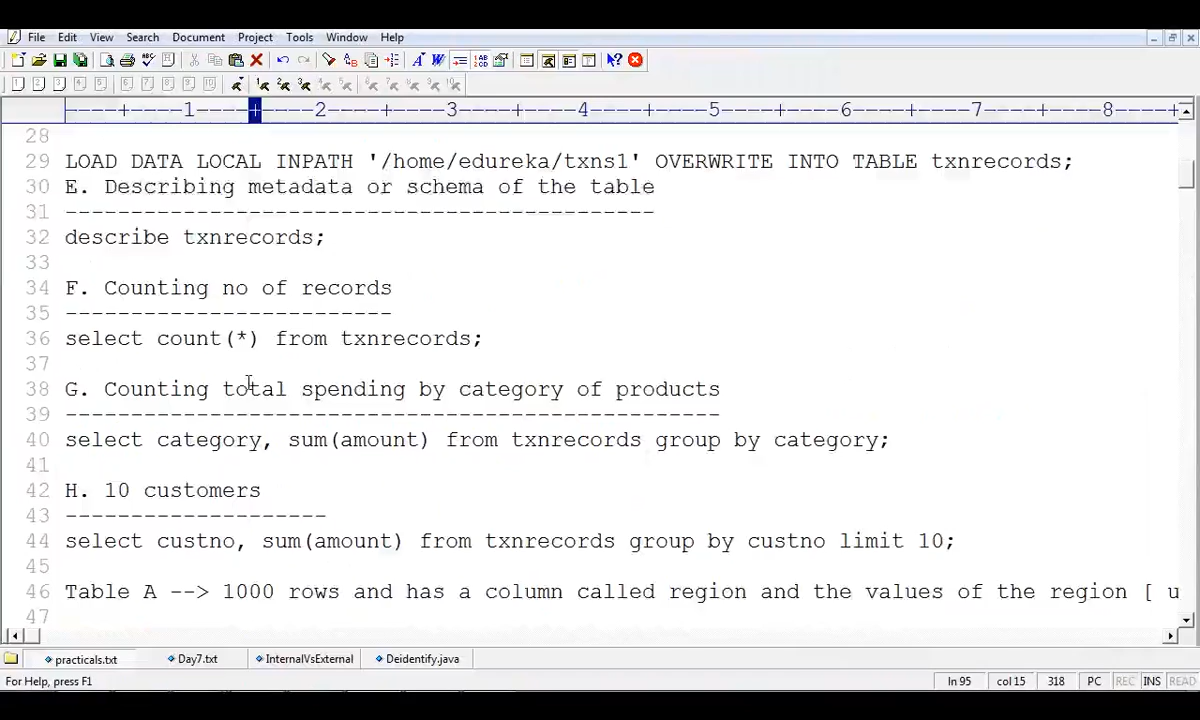 File Edit View Search Document Project Tools Window Help
----+----1----+----2----+----3----+----4----+----5----+----6----+----7----+----8----+
28
29 LOAD DATA LOCAL INPATH '/home/edureka/txns1' OVERWRITE INTO TABLE txnrecords;
30 E. Describing metadata or schema of the table
31 ---------------------------------------------
32 describe txnrecords;
33
34 F. Counting no of records
35 -------------------------
36 select count(*) from txnrecords;
37
38 G. Counting total spending by category of products
39 --------------------------------------------------
40 select category, sum(amount) from txnrecords group by category;
41
42 H. 10 customers
43 --------------------
44 select custno, sum(amount) from txnrecords group by custno limit 10;
45
46 Table A --> 1000 rows and has a column called region and the values of the region [ u
47
practicals.txt Day7.txt InternalVsExternal Deidentify.java
For Help, press F1 ln 95 col 15 318 PC REC INS READ